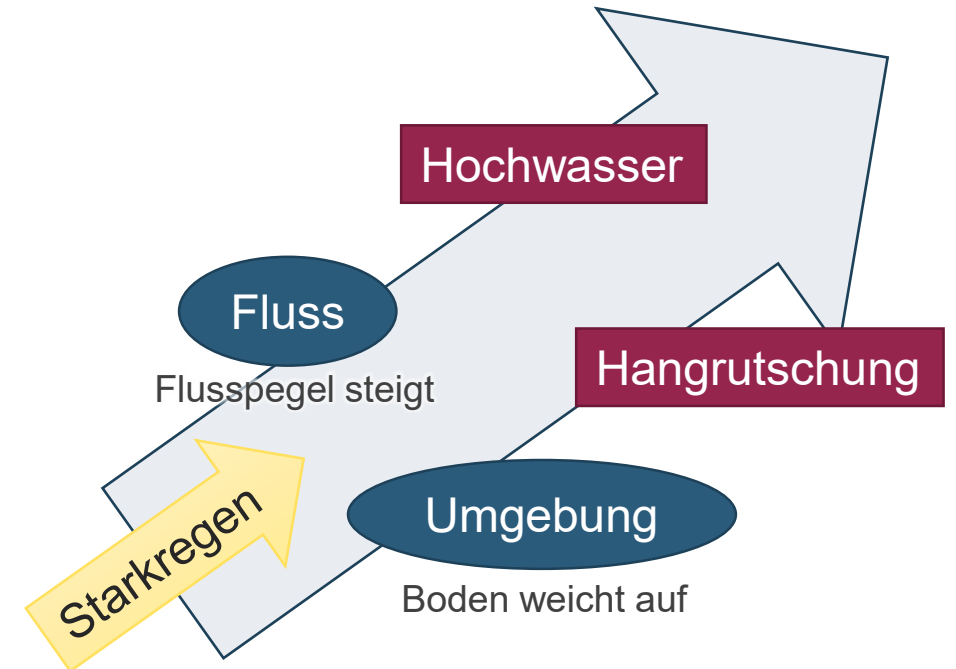 Hochwasser
Fluss
Flusspegel steigt
Hangrutschung
Starkregen
Umgebung
Boden weicht auf